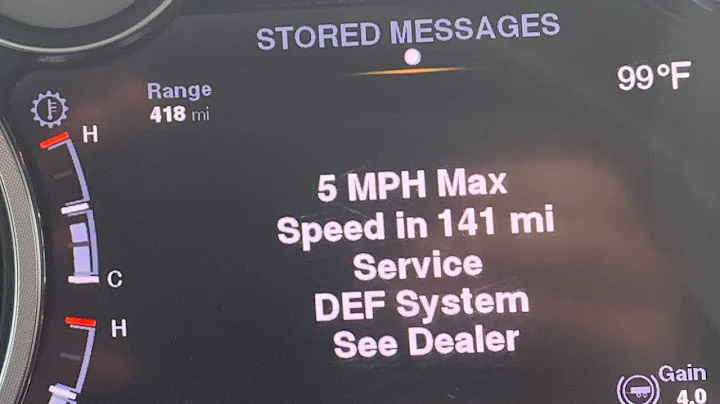 STORED MESSAGES
99°F
Range
418 mi
H
5 MPH Max
Speed in 141 mi
Service
DEF System
See Dealer
C
H
Gain
4.0